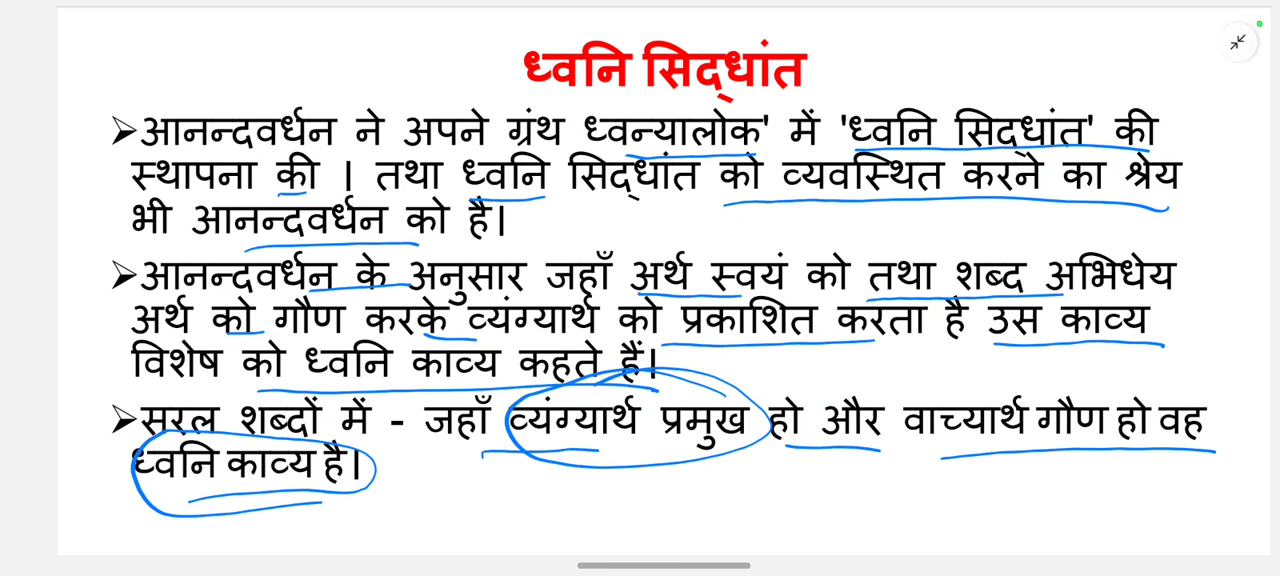 ध्वनि सिद्धांत
➢आनन्दवर्धन ने अपने ग्रंथ ध्वन्यालोक' में 'ध्वनि सिद्धांत' की
स्थापना की । तथा ध्वनि सिद्धांत को व्यवस्थित करने का श्रेय
भी आनन्दवर्धन को है।
➢आनन्दवर्धन के अनुसार जहाँ अर्थ स्वयं को तथा शब्द अभिधेय
अर्थ को गौण करके व्यंग्यार्थ को प्रकाशित करता है उस काव्य
विशेष को ध्वनि काव्य कहते हैं।
➢सरल शब्दों में - जहाँ व्यंग्यार्थ प्रमुख हो और वाच्यार्थ गौण हो वह
ध्वनि काव्य है।